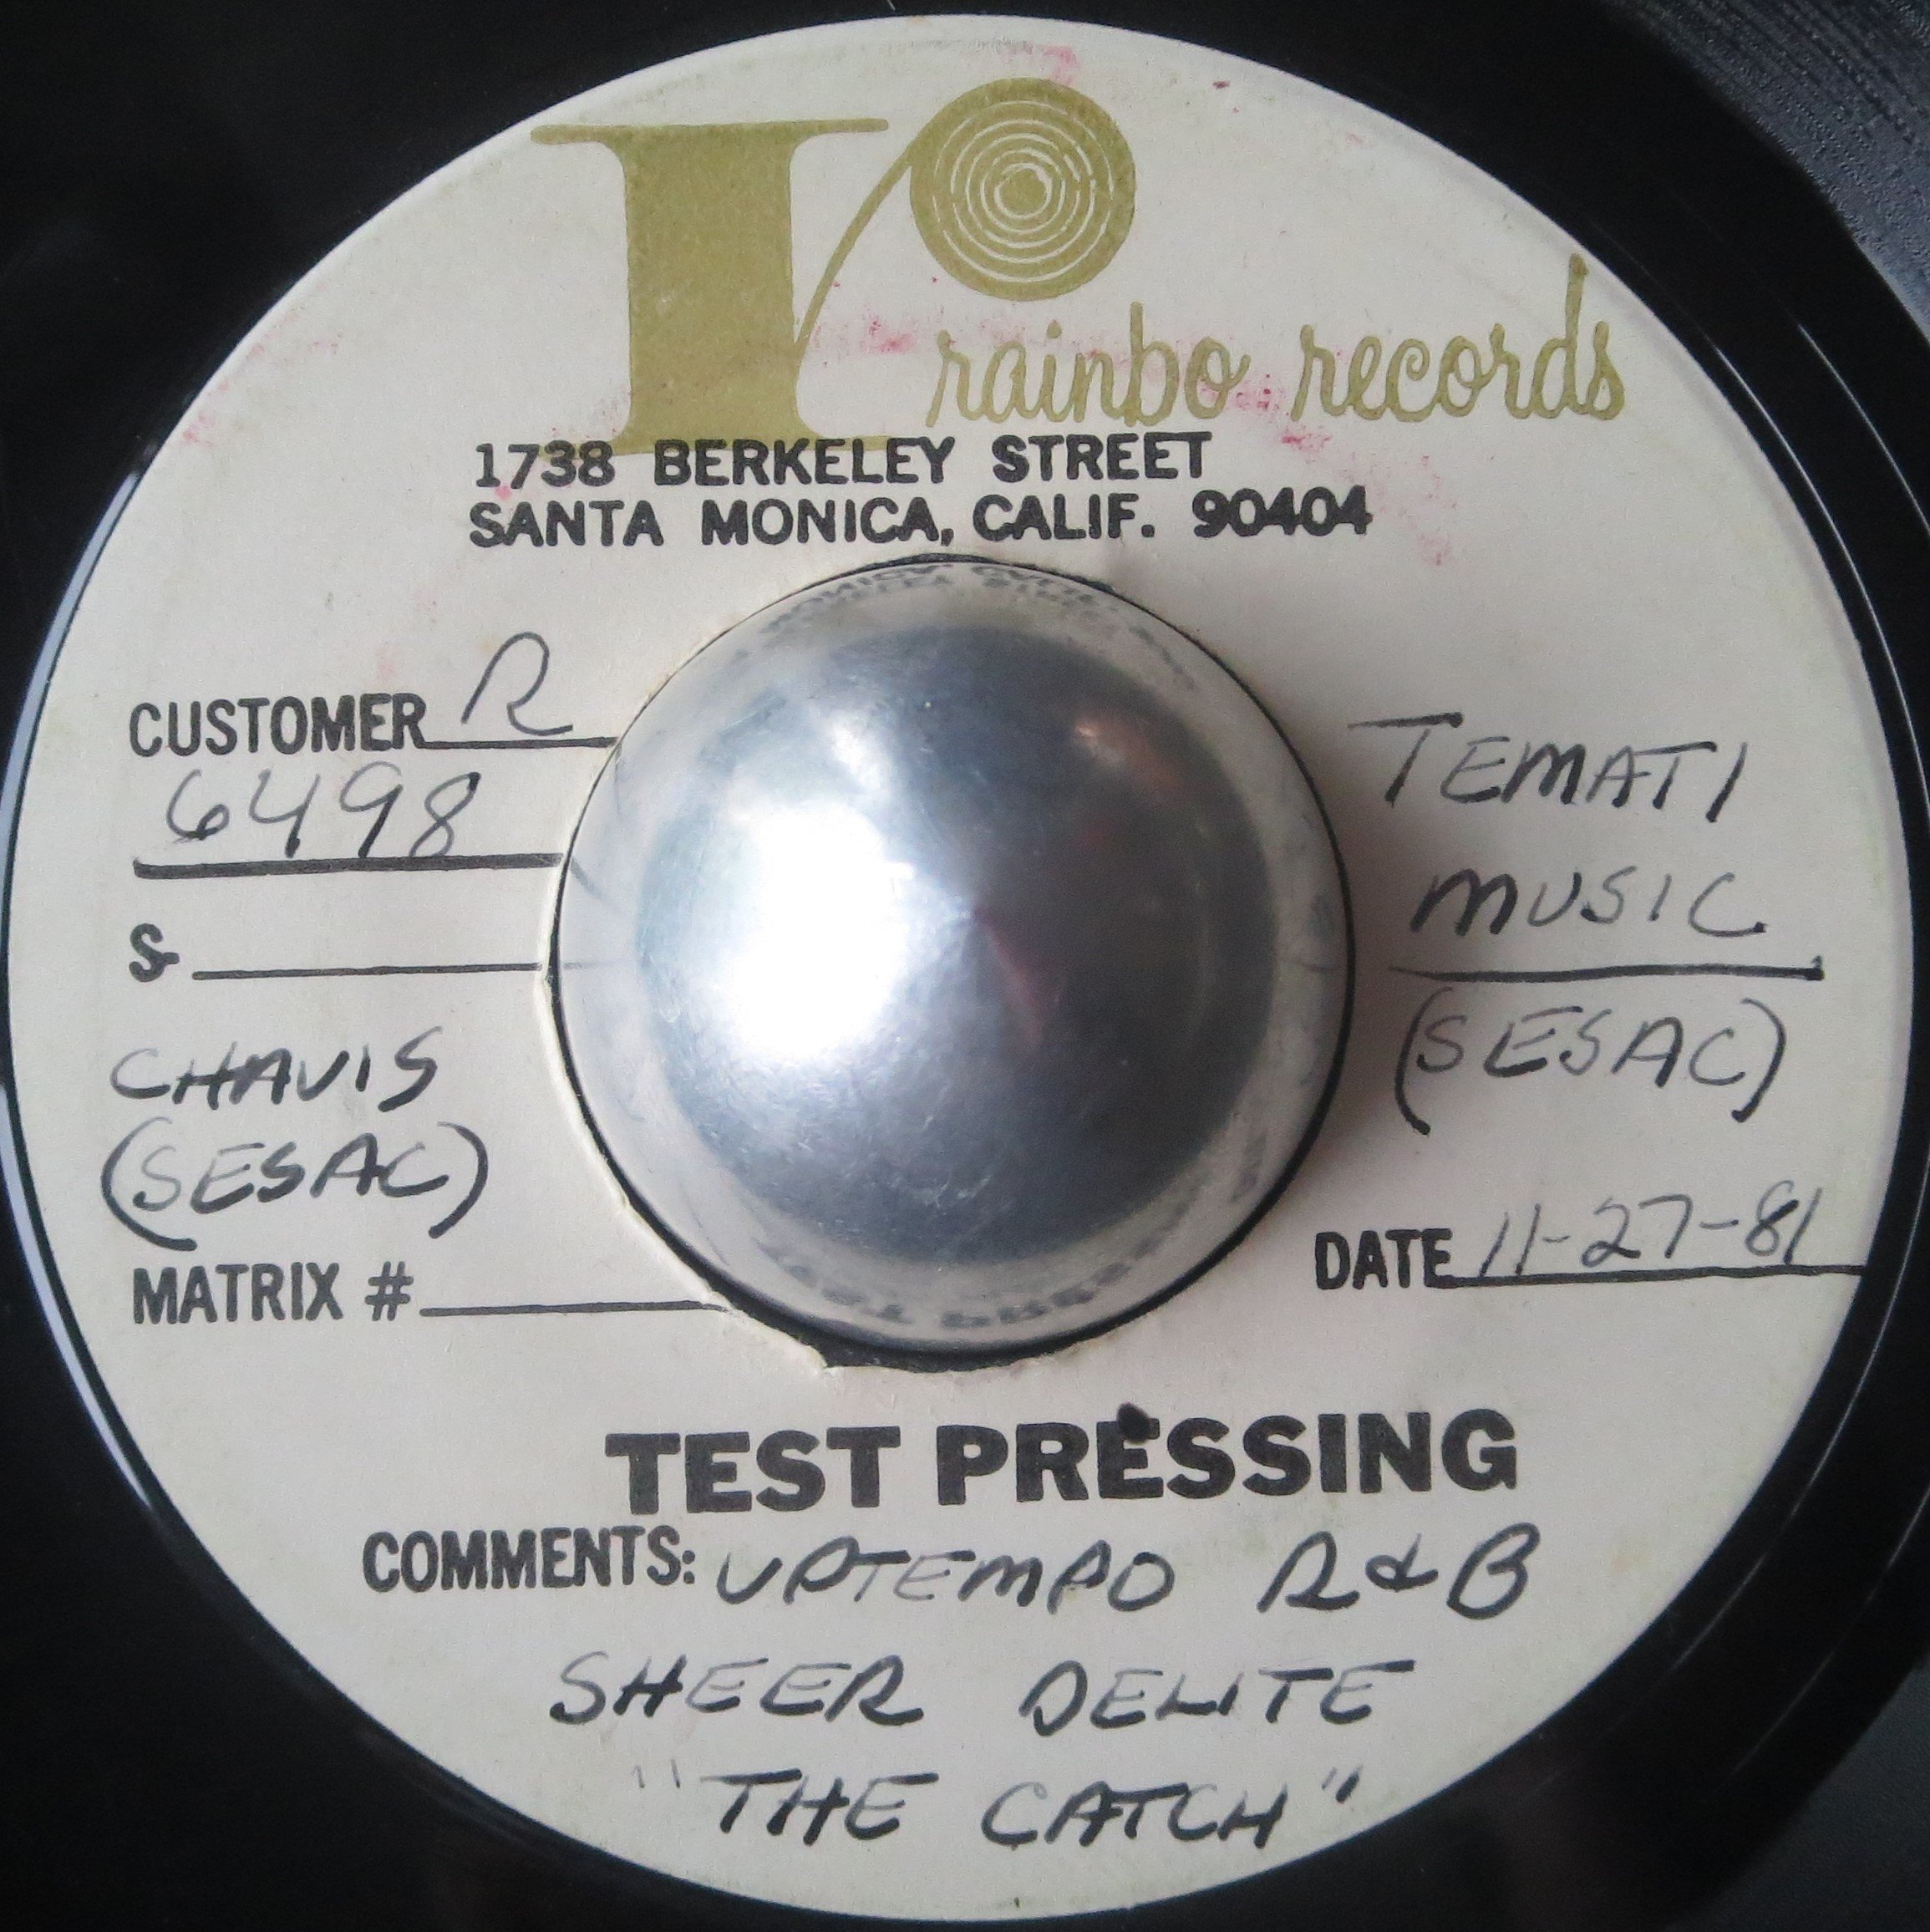 r
rainbo records
1738 BERKELEY STREET
SANTA MONICA, CALIF. 90404
CUSTOMER R
6498
S
TEMATI
MUSIC
(SESAC)
CHAVIS
(SESAC)
MATRIX #
DATE 11-27-81
TEST PRESSING
COMMENTS: UPTEMPO R&B
SHEER DELITE
"THE CATCH"